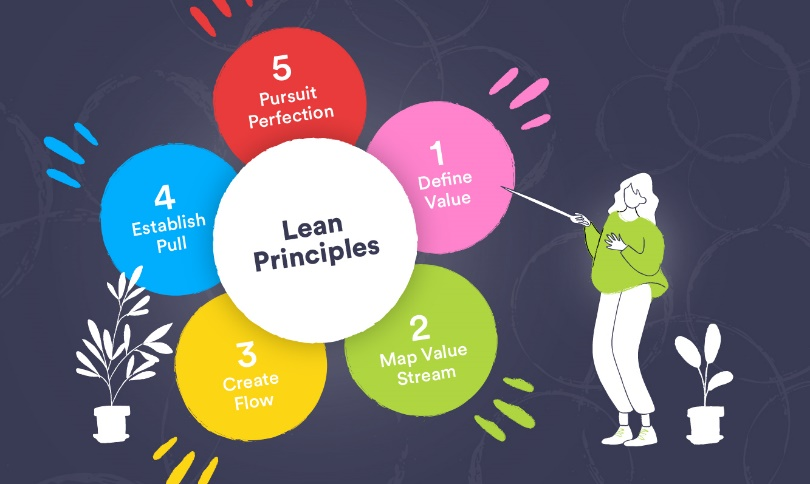 Lean
Principles
1
Define
Value
2
Map Value
Stream
3
Create
Flow
4
Establish
Pull
5
Pursuit
Perfection